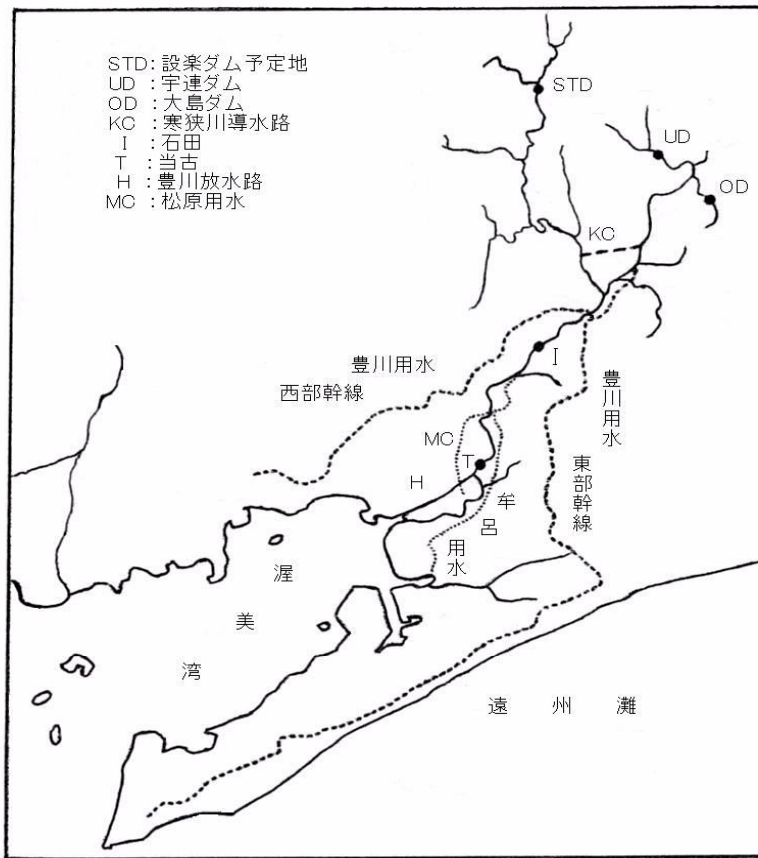 STD：設楽ダム予定地
UD：宇連ダム
OD：大島ダム
KC：寒狭川導水路
I：石田
T：当古
H：豊川放水路
MC：松原用水
STD
UD
OD
KC
I
豊川用水
西部幹線
豊川用水
東部幹線
MC
T
H
牟呂
用水
渥美湾
遠州灘